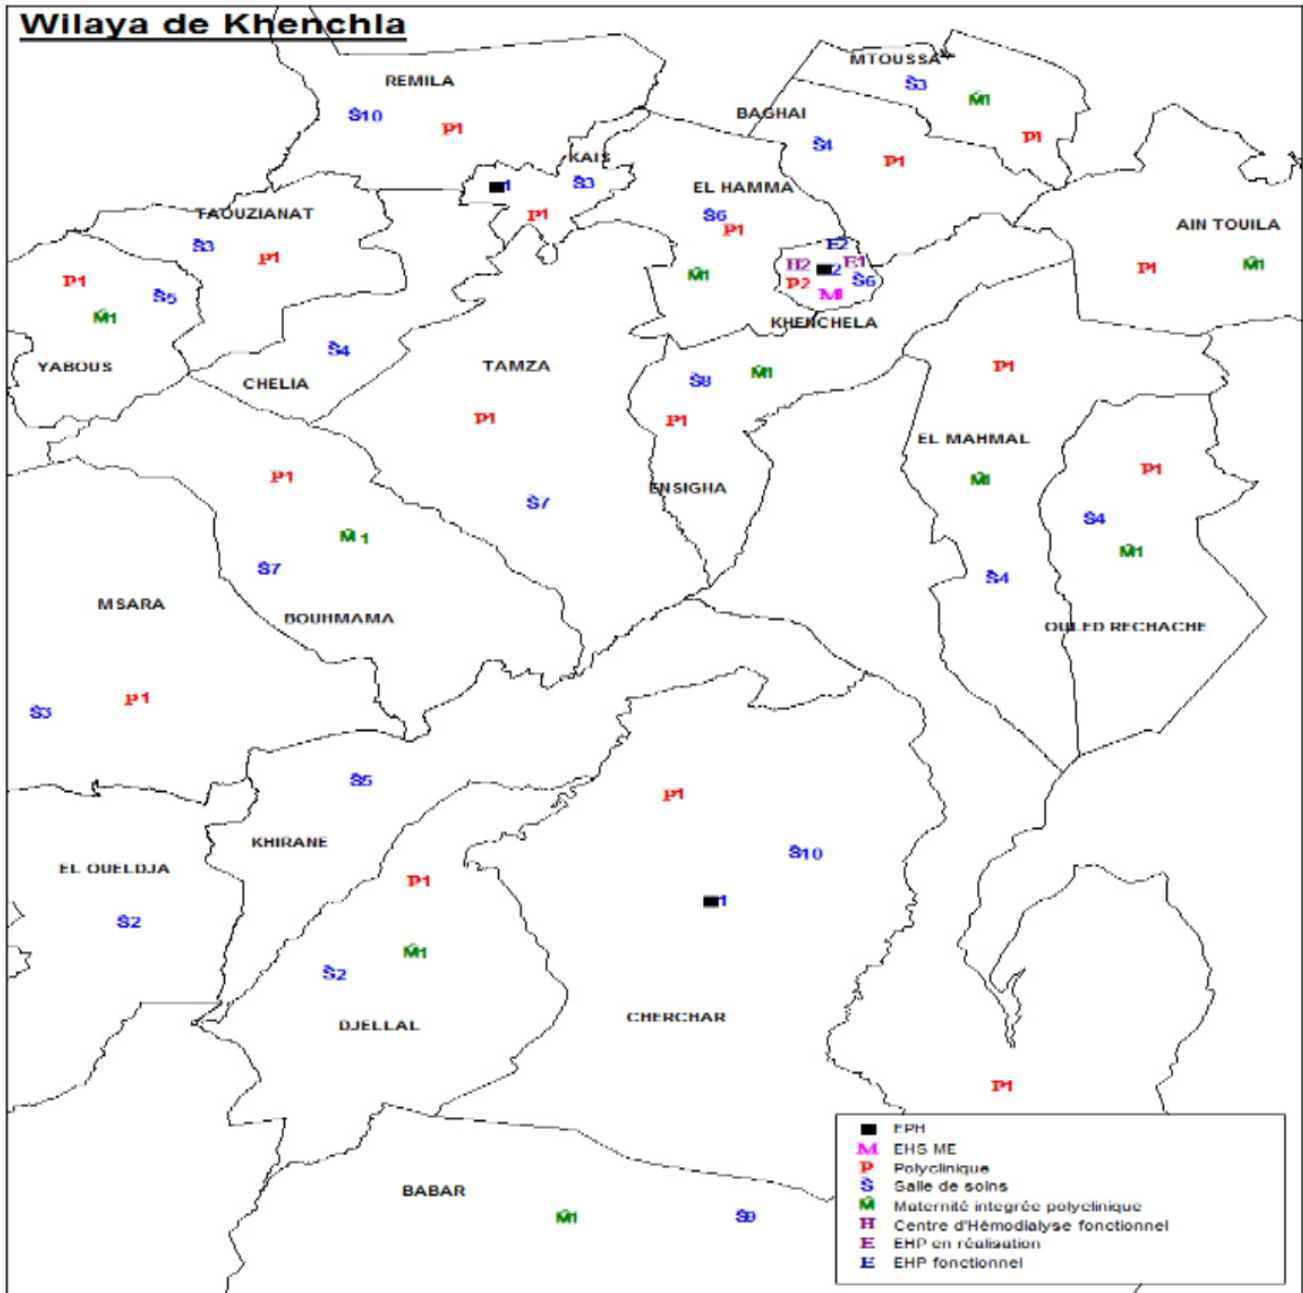 Wilaya de Khenchla
MTOUSSA
REMILA
S3
M1
S10
BAGHAI
P1
P1
S4
KAIS
P1
1
S3
EL HAMMA
TAOUZIANAT
P1
S6
P1
AIN TOUILA
S3
P1
E2
H2
2
E1
P1
M1
P1
M1
P2
S6
S5
M1
M1
KHENCHELA
YABOUS
S4
CHELIA
TAMZA
S8
M1
P1
P1
P1
EL MAHMAL
P1
P1
ENSIGHA
M1
S7
S4
M1
M1
S7
S4
MSARA
BOUHMAMA
OULED RECHACHE
P1
S3
S5
P1
KHIRANE
S10
EL OUELDJA
P1
1
S2
M1
S2
DJELLAL
CHERCHAR
P1
BABAR
M1
S9
EPH
M EHS ME
P Polyclinique
S Salle de soins
M Maternité integrée polyclinique
H Centre d'Hémodialyse fonctionnel
E EHP en réalisation
E EHP fonctionnel